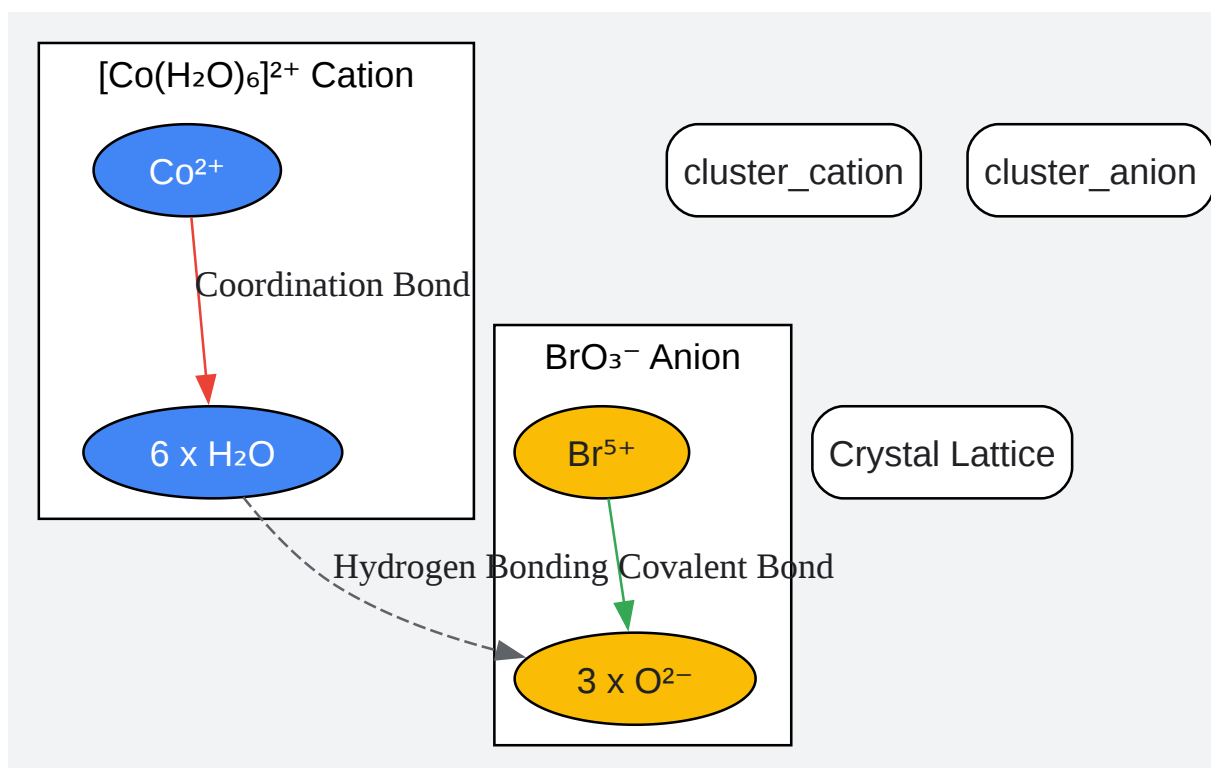 [Co(H₂O)₆]²⁺ Cation
Co²⁺
cluster_cation
cluster_anion
Coordination Bond
BrO₃⁻ Anion
6 x H₂O
Br⁵⁺
Crystal Lattice
Hydrogen Bonding
Covalent Bond
3 x O²⁻